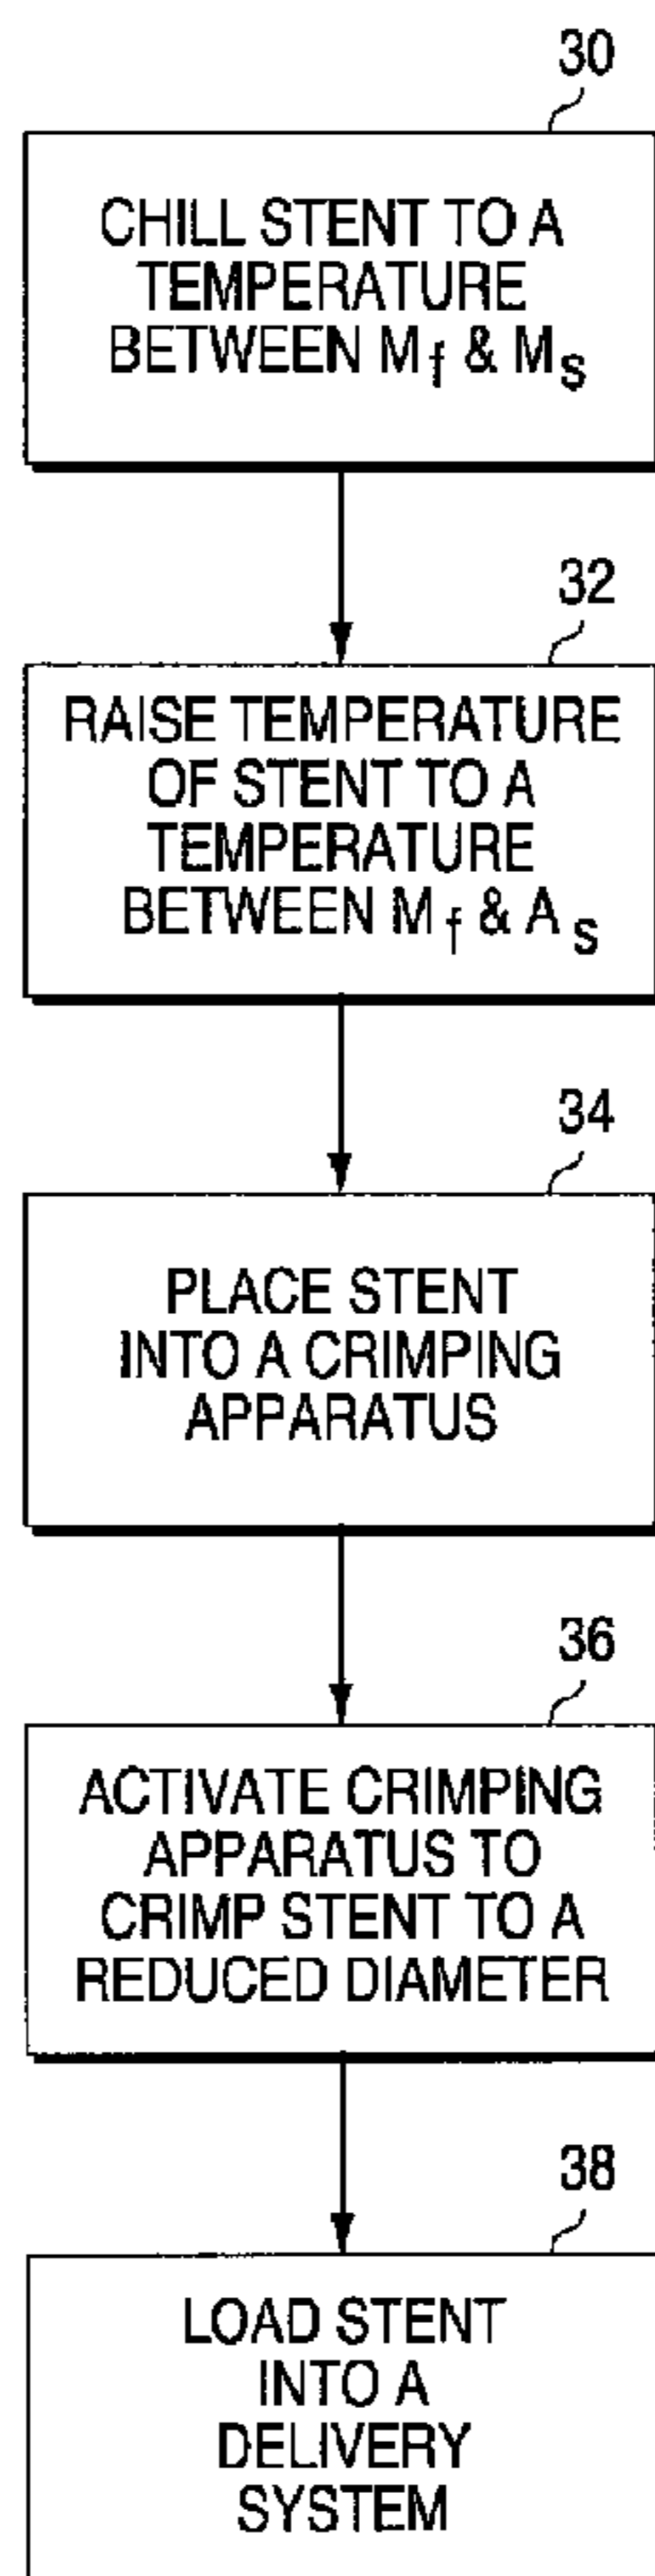 30
CHILL STENT TO A
TEMPERATURE
BETWEEN Mf & Ms
32
RAISE TEMPERATURE
OF STENT TO A
TEMPERATURE
BETWEEN Mf & As
34
PLACE STENT
INTO A CRIMPING
APPARATUS
36
ACTIVATE CRIMPING
APPARATUS TO
CRIMP STENT TO A
REDUCED DIAMETER
38
LOAD STENT
INTO A
DELIVERY
SYSTEM